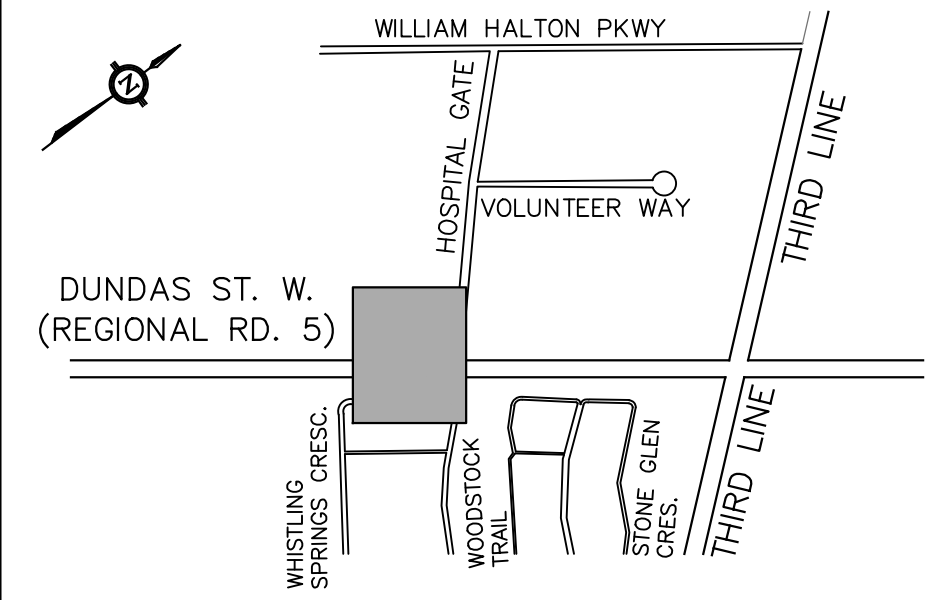 WILLIAM HALTON PKWY
N
HOSPITAL GATE
THIRD LINE
VOLUNTEER WAY
DUNDAS ST. W.
(REGIONAL RD. 5)
WHISTLING
SPRINGS CRESC.
WOODSTOCK
TRAIL
STONE GLEN
CRES.
THIRD LINE